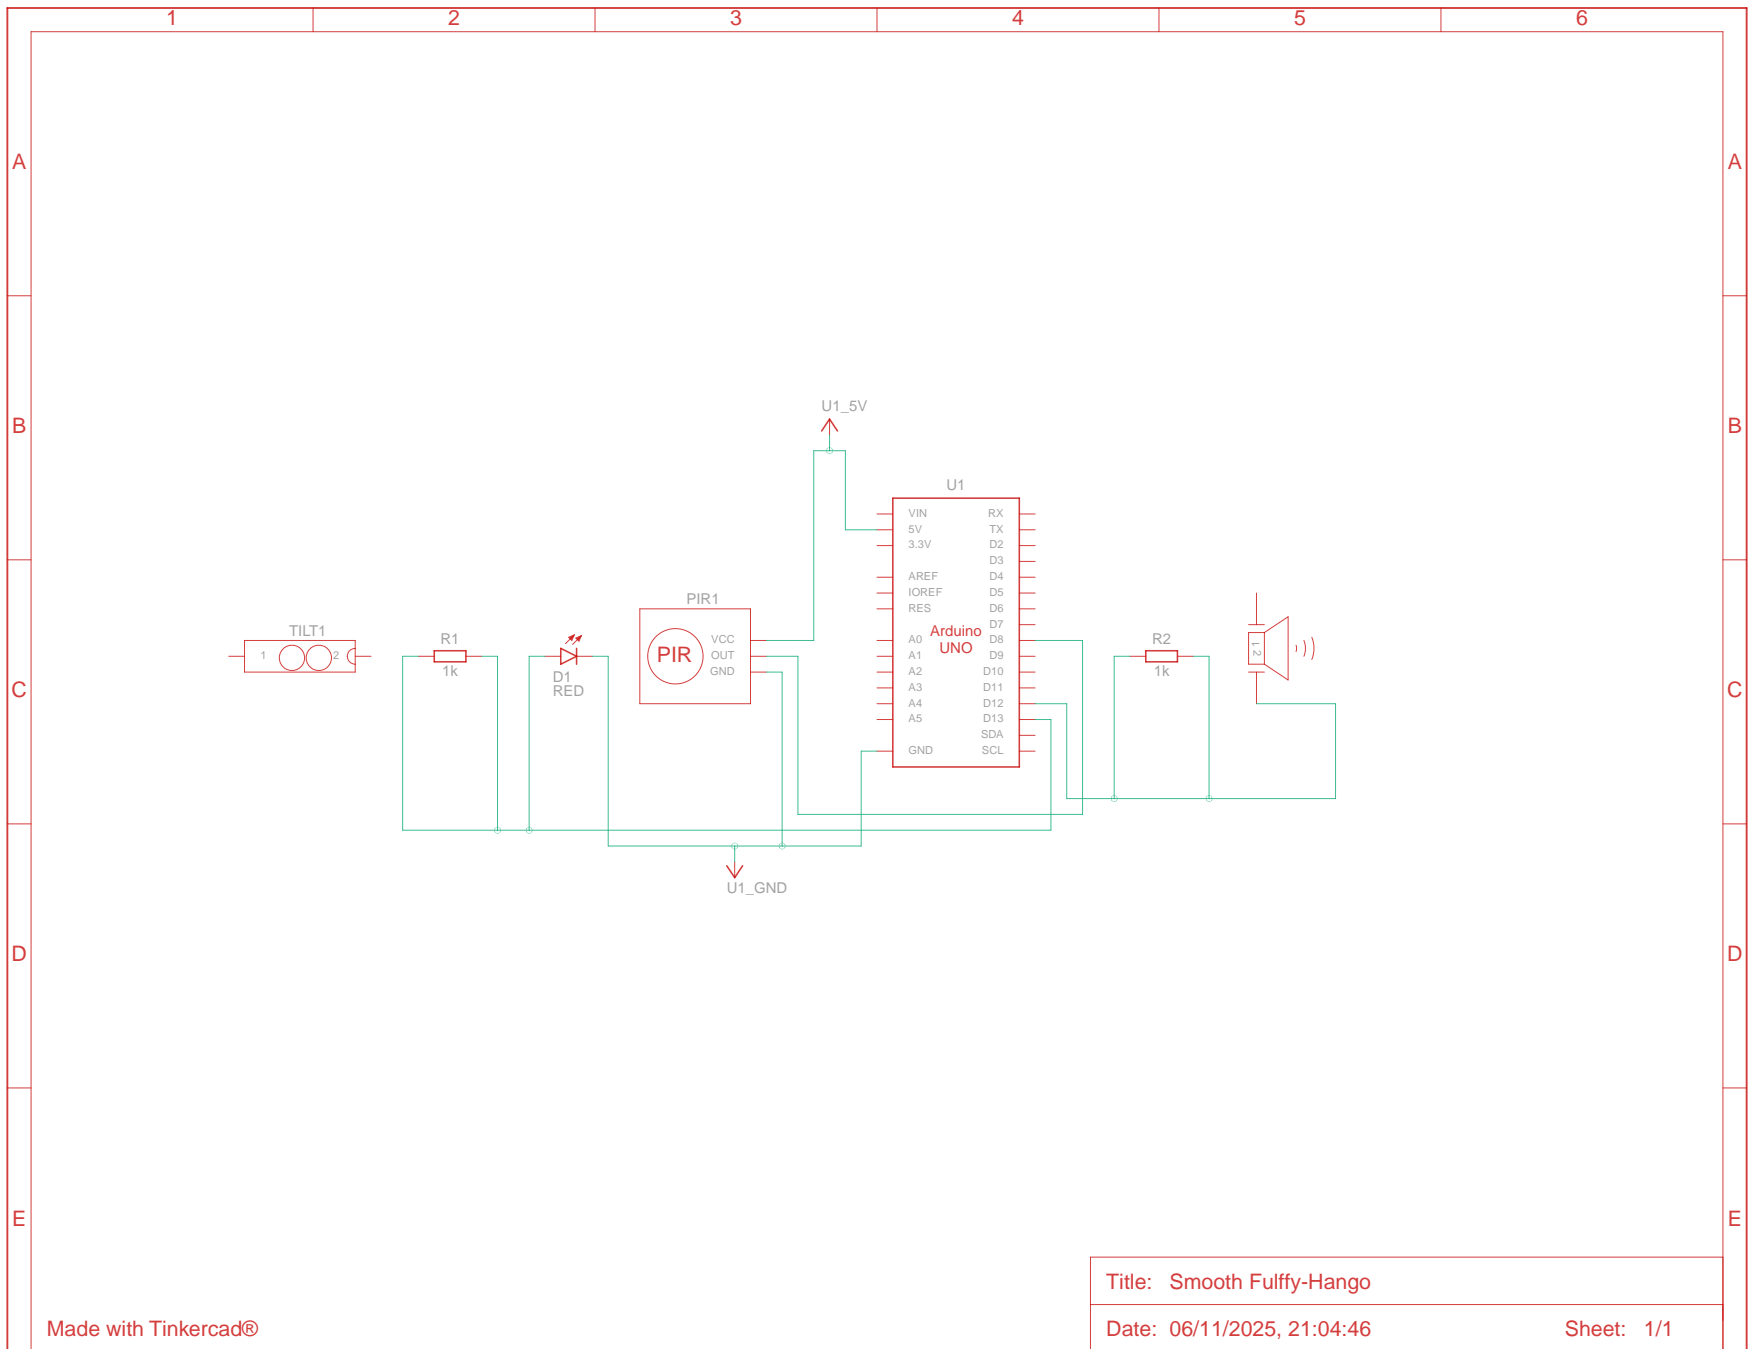 1 2 3 4 5 6
A A
B B
C C
D D
E E
U1_5V
U1
VIN RX
5V TX
3.3V D2
D3
AREF D4
IOREF D5
RES D6
D7
A0 D8
A1 D9
A2 D10
A3 D11
A4 D12
A5 D13
SDA
GND SCL
Arduino
UNO
PIR1
PIR
VCC
OUT
GND
TILT1
1 2
R1
1k
D1
RED
R2
1k
1 2
U1_GND
Title: Smooth Fulffy-Hango
Date: 06/11/2025, 21:04:46 Sheet: 1/1
Made with Tinkercad®